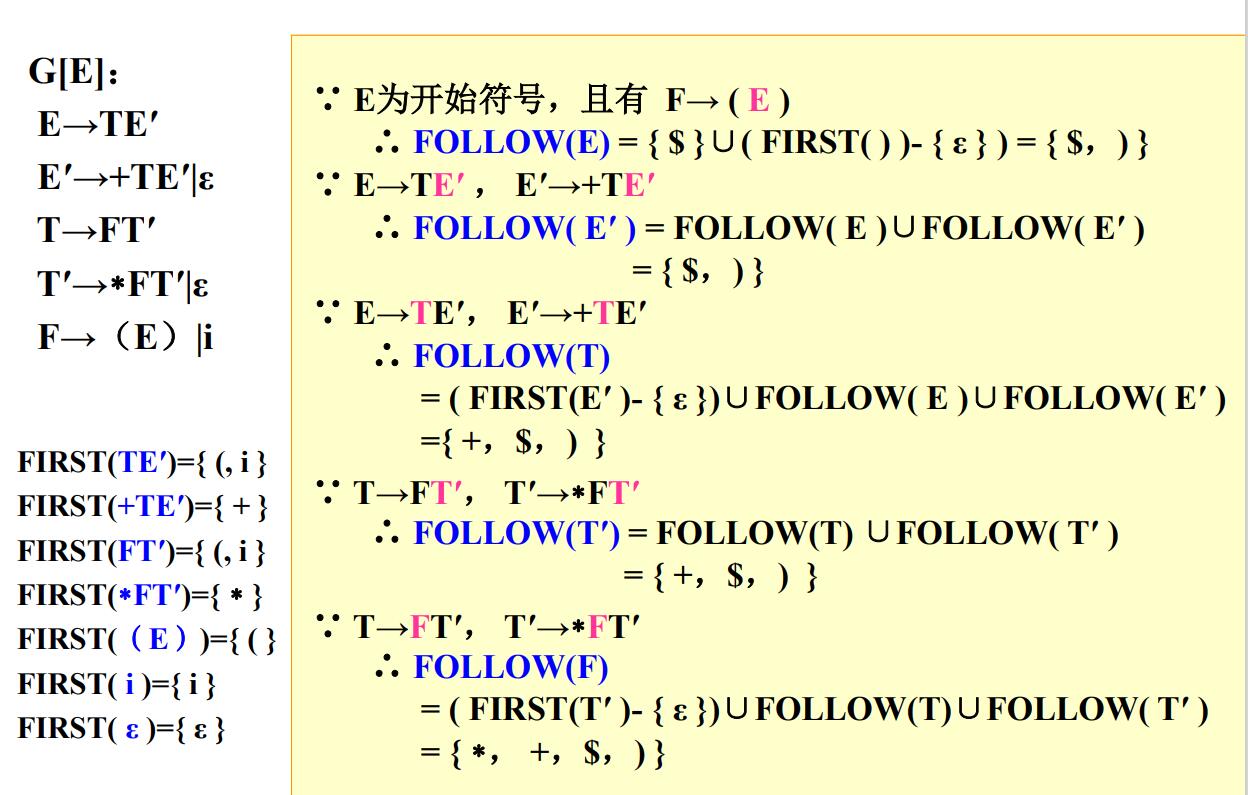 G[E]：
E→TE′
E′→+TE′|ε
T→FT′
T′→*FT′|ε
F→（E）|i
FIRST(TE′)={ (, i }
FIRST(+TE′)={ + }
FIRST(FT′)={ (, i }
FIRST(*FT′)={ * }
FIRST(（E）)={ ( }
FIRST( i )={ i }
FIRST( ε )={ ε }
∵ E为开始符号，且有 F→ ( E )
∴ FOLLOW(E) = { $ }∪( FIRST( ) )- { ε } ) = { $， ) }
∵ E→TE′ ， E′→+TE′
∴ FOLLOW( E′ ) = FOLLOW( E )∪FOLLOW( E′ )
= { $， ) }
∵ E→TE′， E′→+TE′
∴ FOLLOW(T)
= ( FIRST(E′ )- { ε })∪FOLLOW( E )∪FOLLOW( E′ )
={ +， $， ) }
∵ T→FT′， T′→*FT′
∴ FOLLOW(T′) = FOLLOW(T) ∪FOLLOW( T′ )
= { +， $， ) }
∵ T→FT′， T′→*FT′
∴ FOLLOW(F)
= ( FIRST(T′ )- { ε })∪FOLLOW(T)∪FOLLOW( T′ )
= { *， +， $， ) }